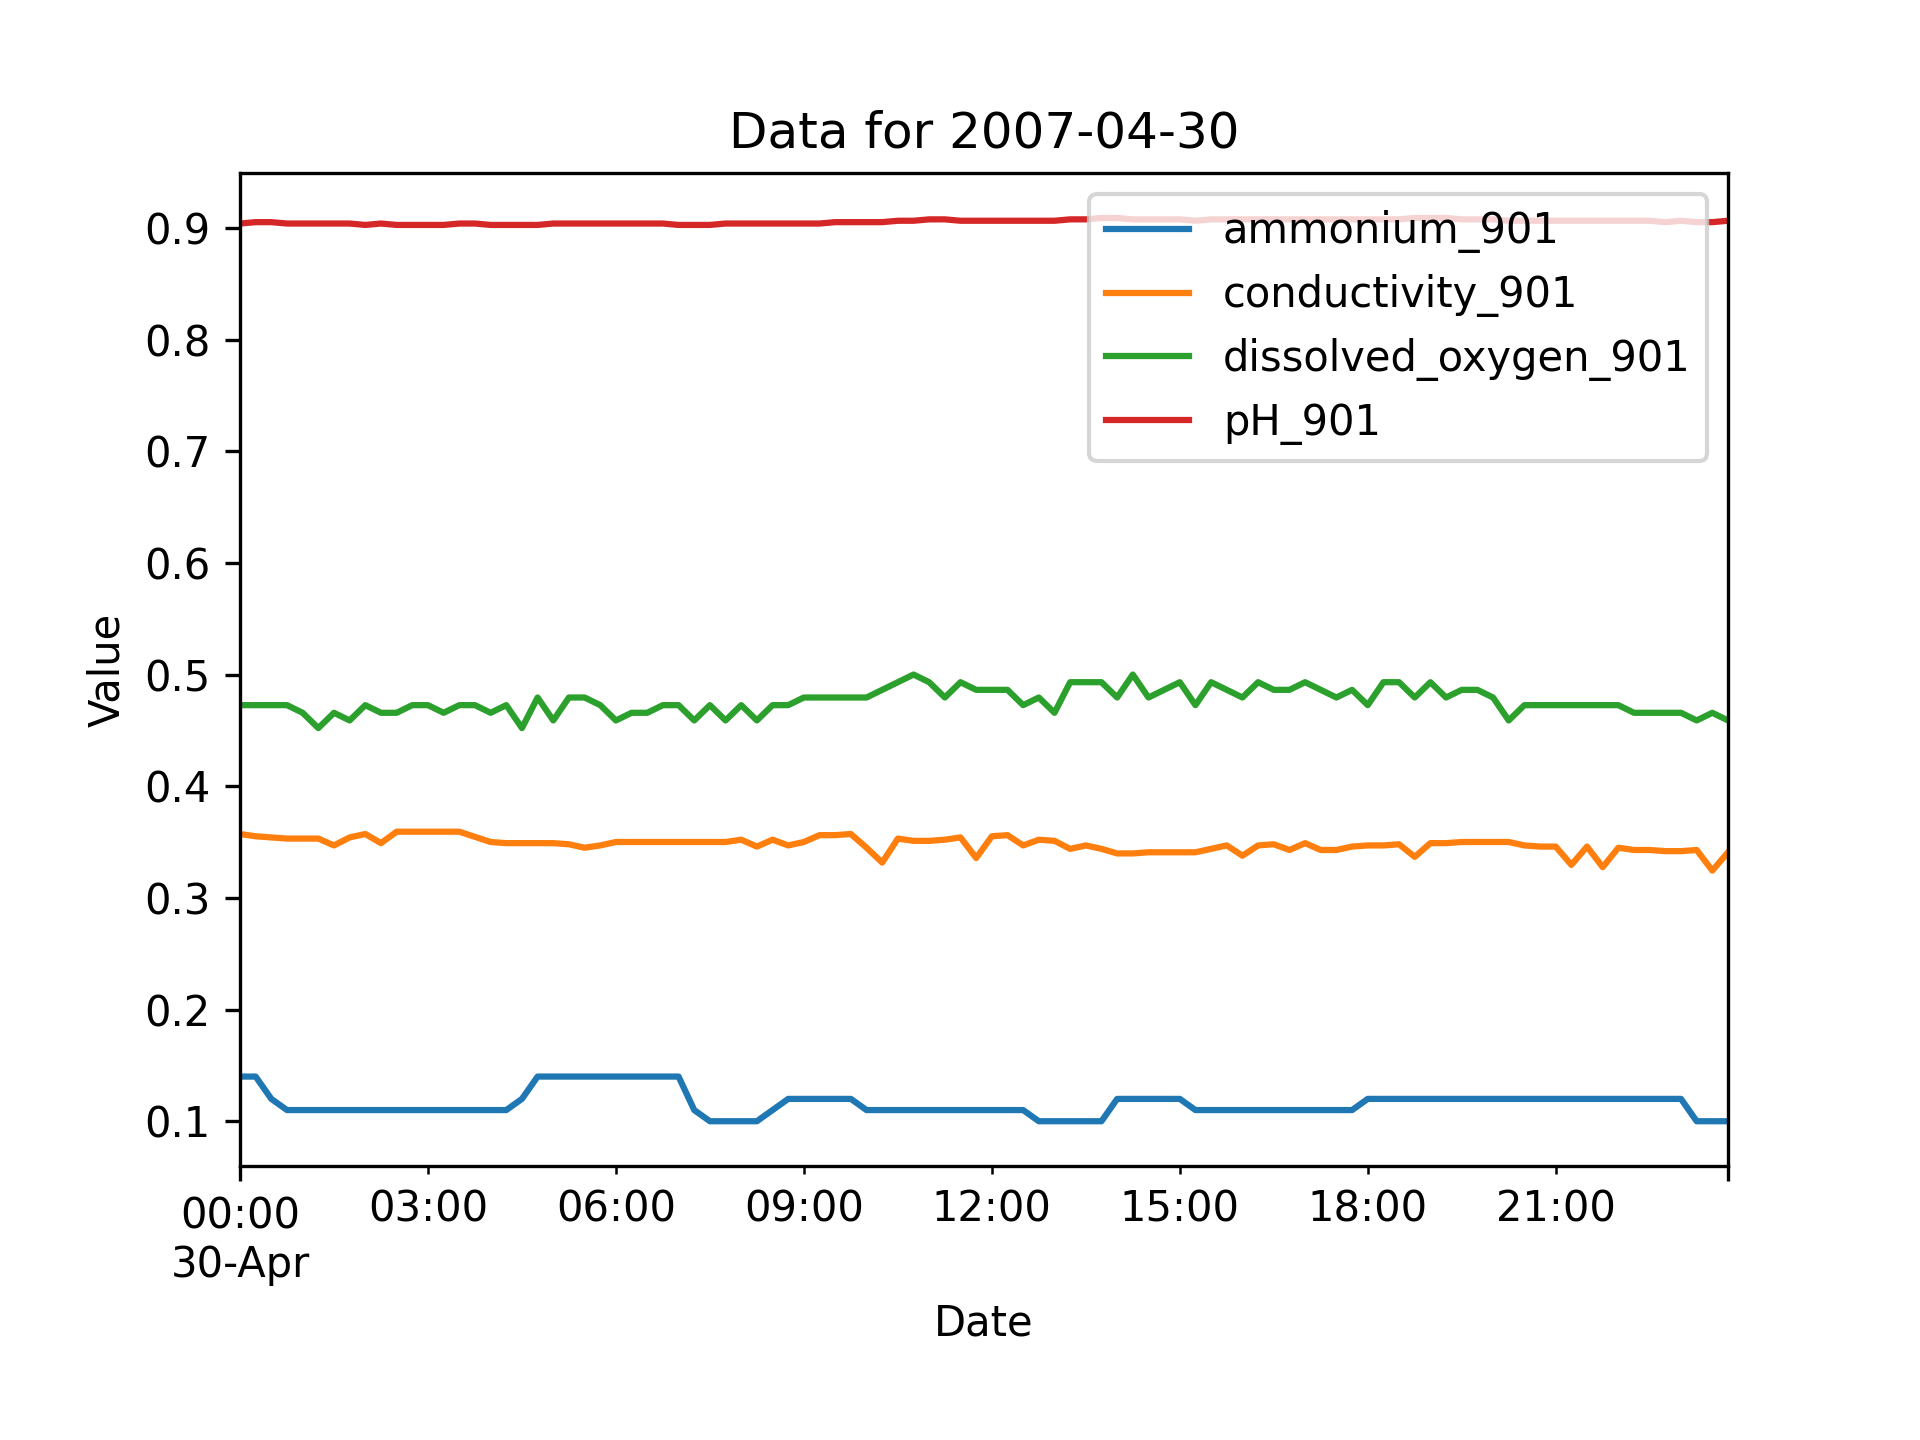 Data for 2007-04-30
ammonium_901
conductivity_901
dissolved_oxygen_901
pH_901
0.9
0.8
0.7
0.6
0.5
0.4
0.3
0.2
0.1
Value
00:00 03:00 06:00 09:00 12:00 15:00 18:00 21:00
30-Apr
Date